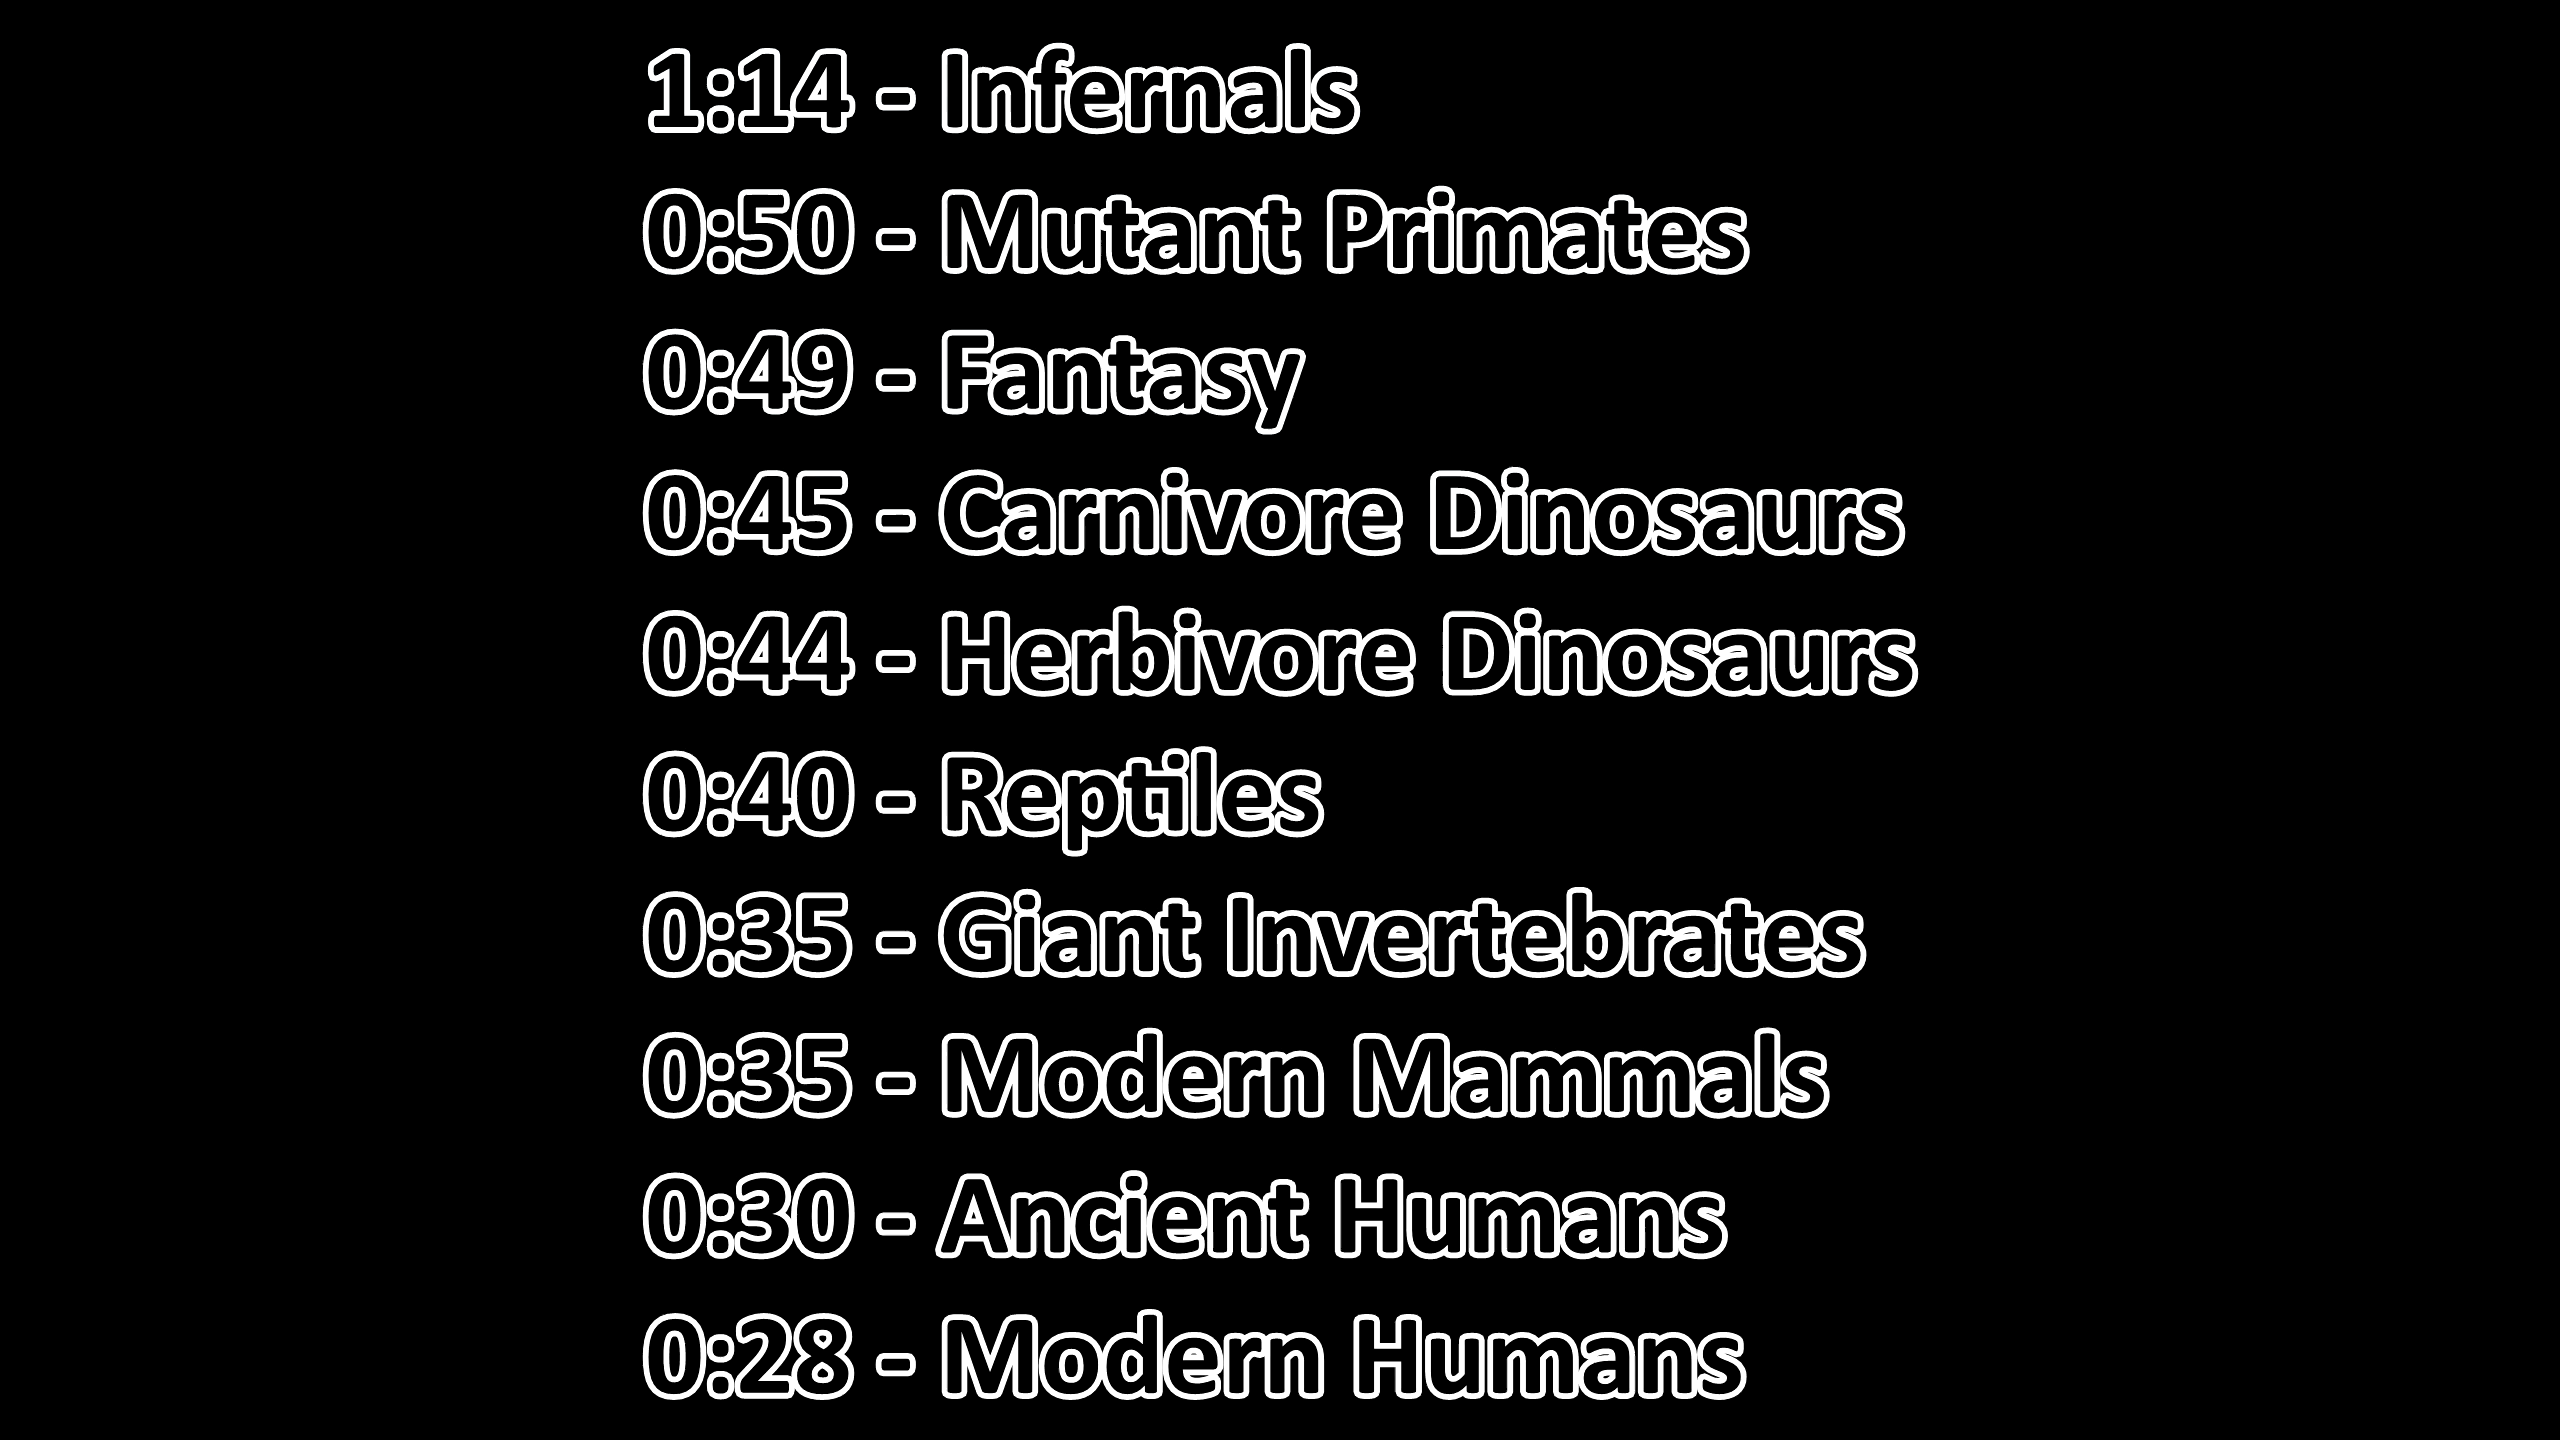 1:14 - Infernals
0:50 - Mutant Primates
0:49 - Fantasy
0:45 - Carnivore Dinosaurs
0:44 - Herbivore Dinosaurs
0:40 - Reptiles
0:35 - Giant Invertebrates
0:35 - Modern Mammals
0:30 - Ancient Humans
0:28 - Modern Humans